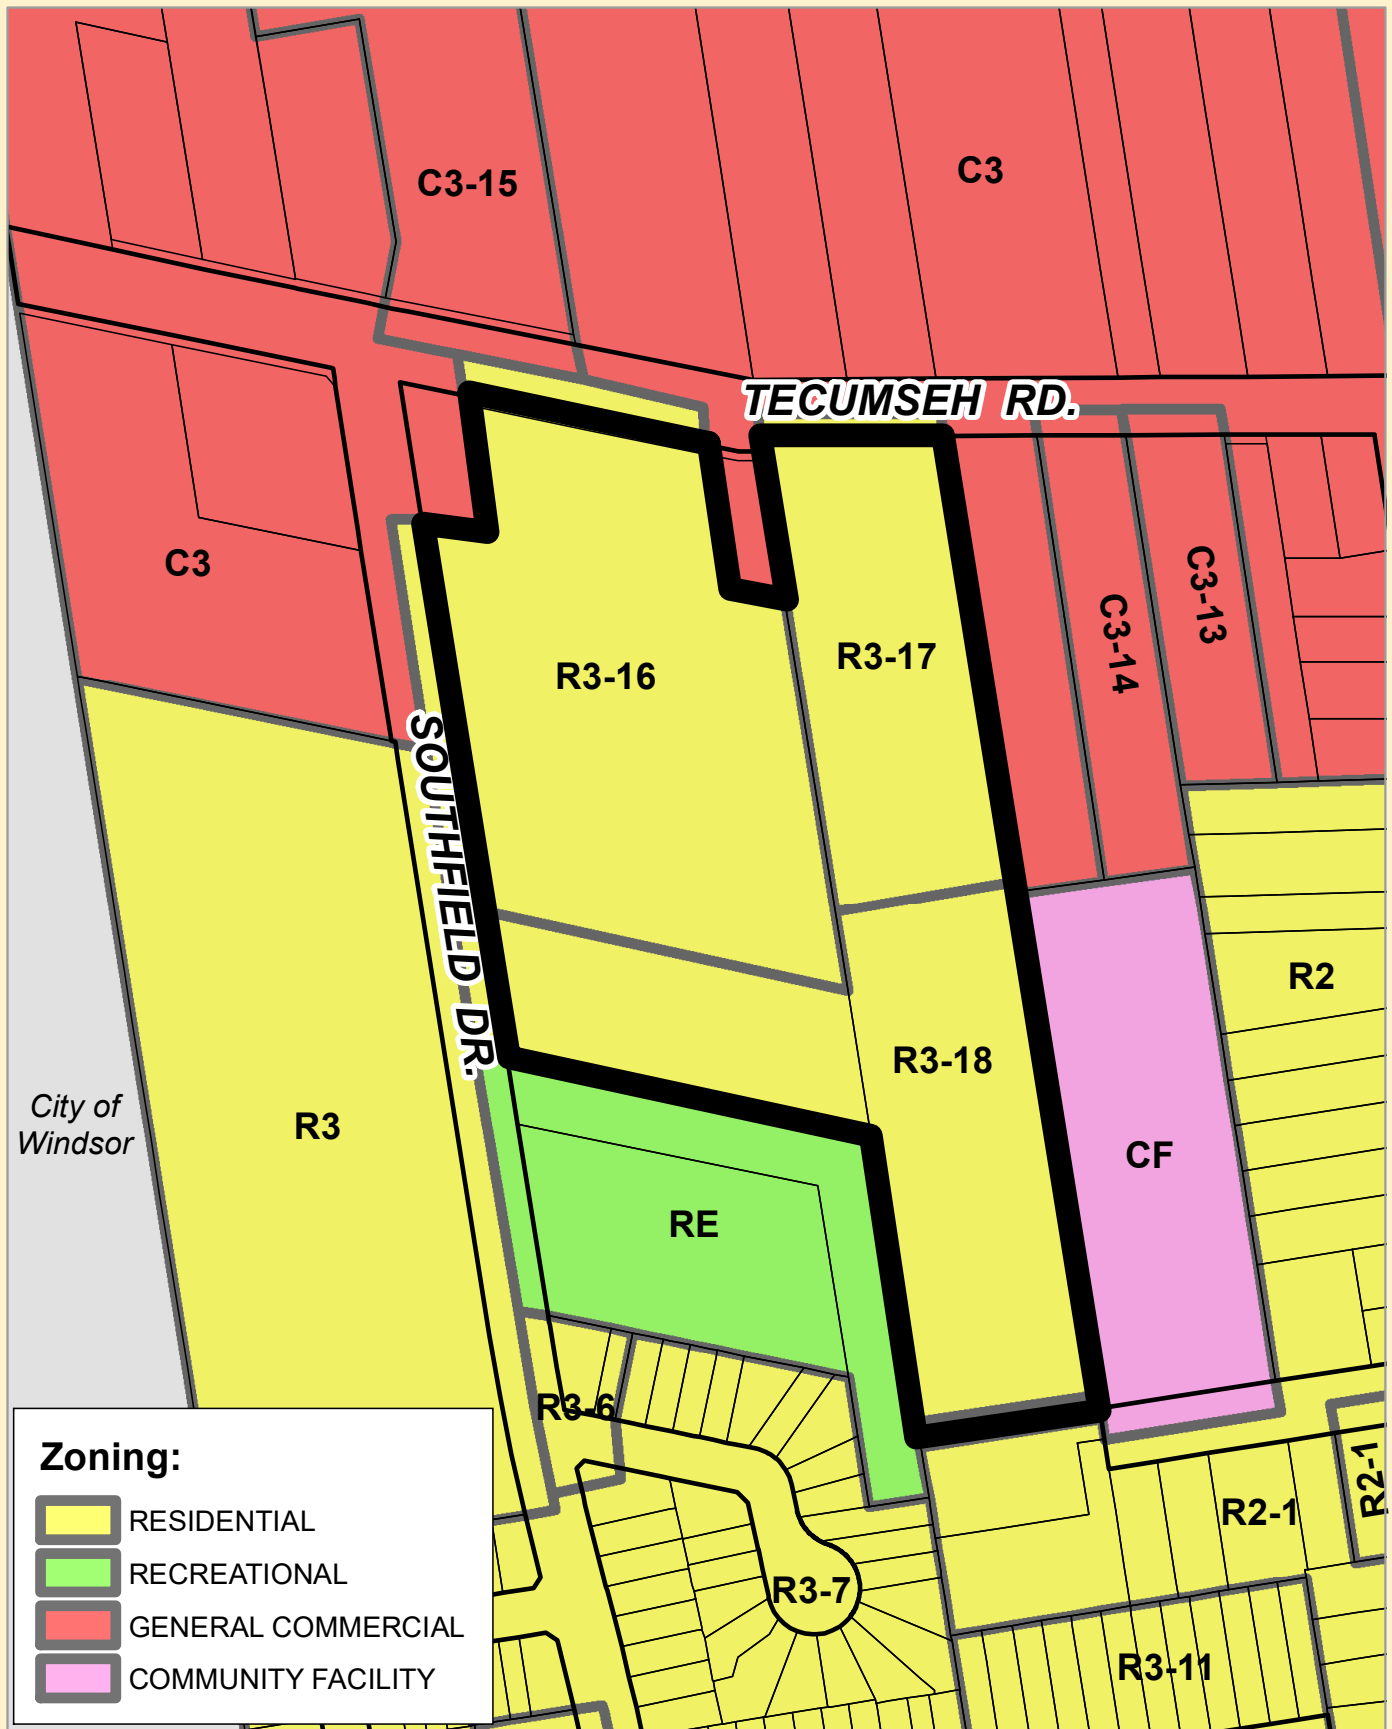 C3-15
C3
TECUMSEH RD.
C3
C3-14
C3-13
R3-16
R3-17
SOUTHFIELD DR.
R2
R3-18
City of
Windsor
R3
CF
RE
R3-6
R2-1
R2-1
R3-7
R3-11
Zoning:
RESIDENTIAL
RECREATIONAL
GENERAL COMMERCIAL
COMMUNITY FACILITY